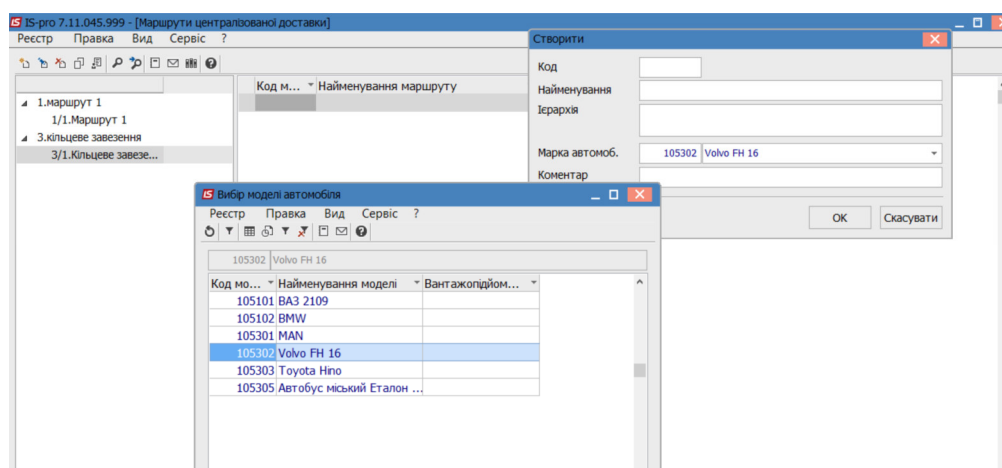 IS-pro 7.11.045.999 - [Маршрути централізованої доставки]
Реєстр Правка Вид Сервіс ?
Код м... Найменування маршруту
1.маршрут 1
1/1.Маршрут 1
3.кільцеве завезення
3/1.Кільцеве завезе...
Створити
Код
Найменування
Ієрархія
Марка автомоб. 105302 Volvo FH 16
Коментар
OK Скасувати
Вибір моделі автомобіля
Реєстр Правка Вид Сервіс ?
105302 Volvo FH 16
Код мо... Найменування моделі Вантажопідйом...
105101 ВАЗ 2109
105102 BMW
105301 MAN
105302 Volvo FH 16
105303 Toyota Hino
105305 Автобус міський Еталон ...